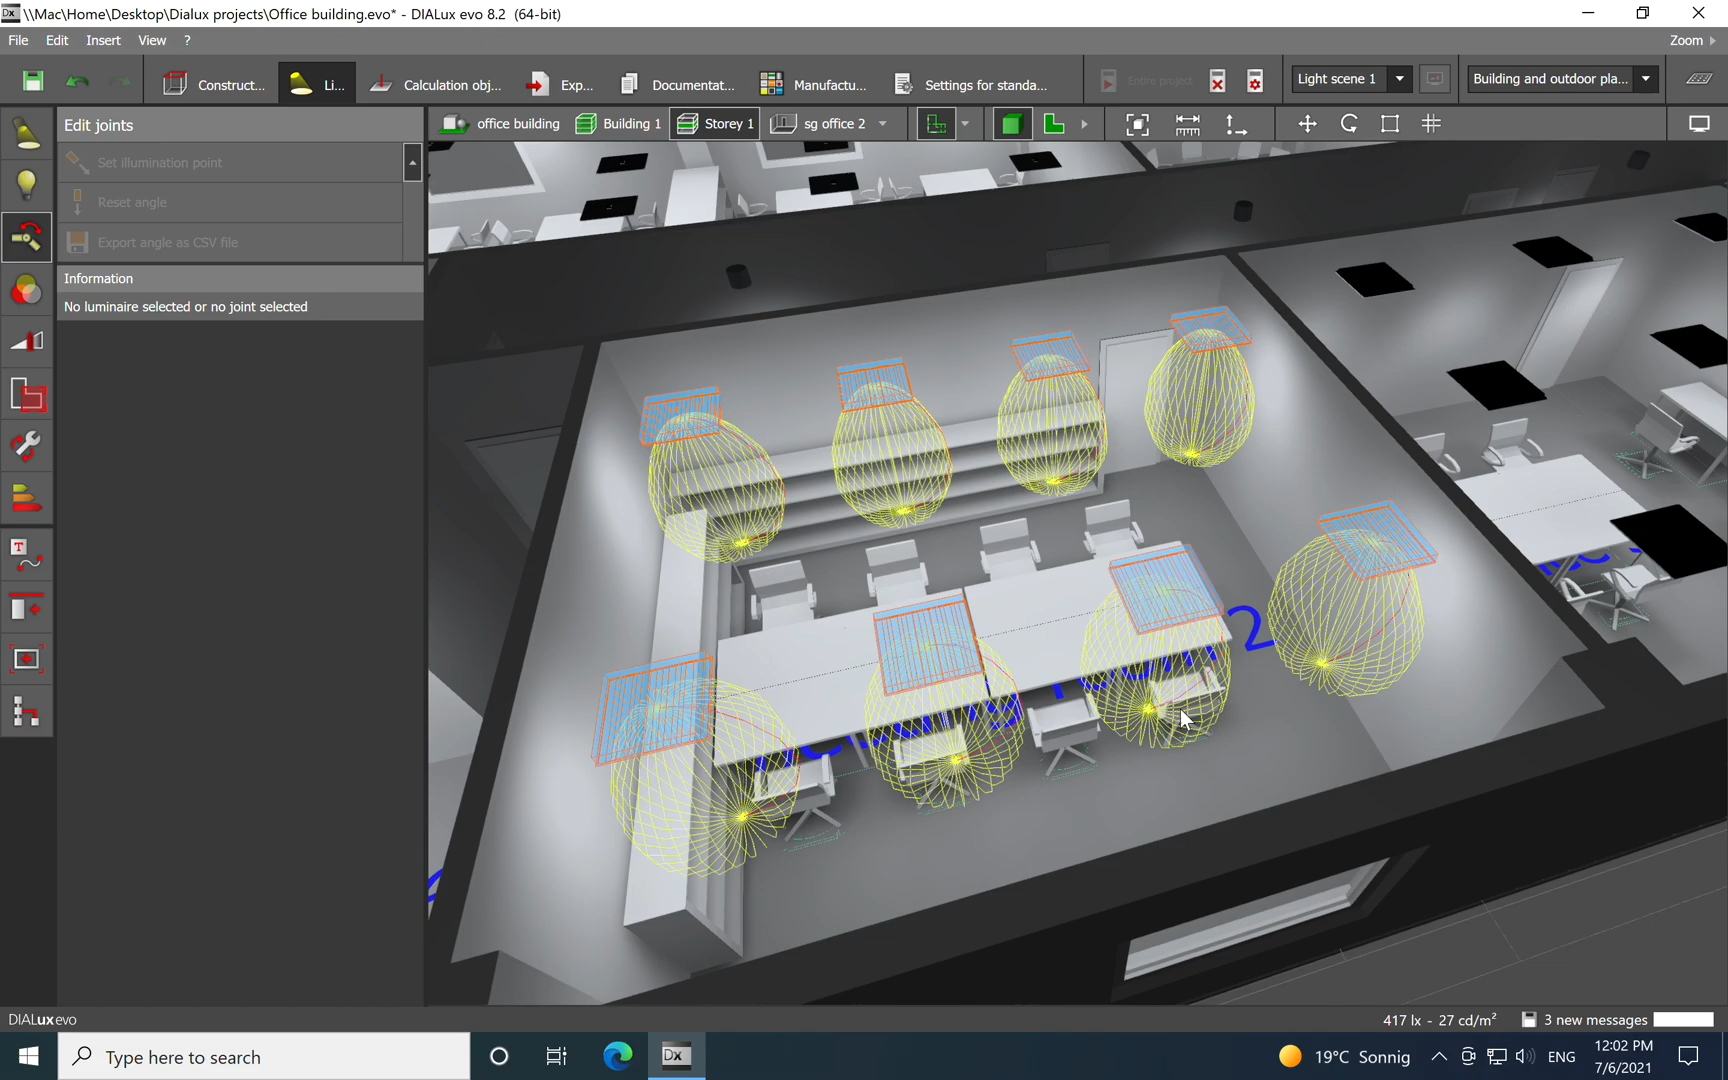 Dx \\Mac\Home\Desktop\Dialux projects\Office building.evo* - DIALux evo 8.2 (64-bit)
File Edit Insert View ? Zoom
Construct... Li... Calculation obj... Exp... Documentat... Manufactu... Settings for standa... Entire project Light scene 1 Building and outdoor pla...
Edit joints office building Building 1 Storey 1 sg office 2
Set illumination point
Reset angle
Export angle as CSV file
Information
No luminaire selected or no joint selected
2
DIALux evo 417 lx - 27 cd/m² 3 new messages
Type here to search Dx 19°C Sonnig ENG 12:02 PM
7/6/2021